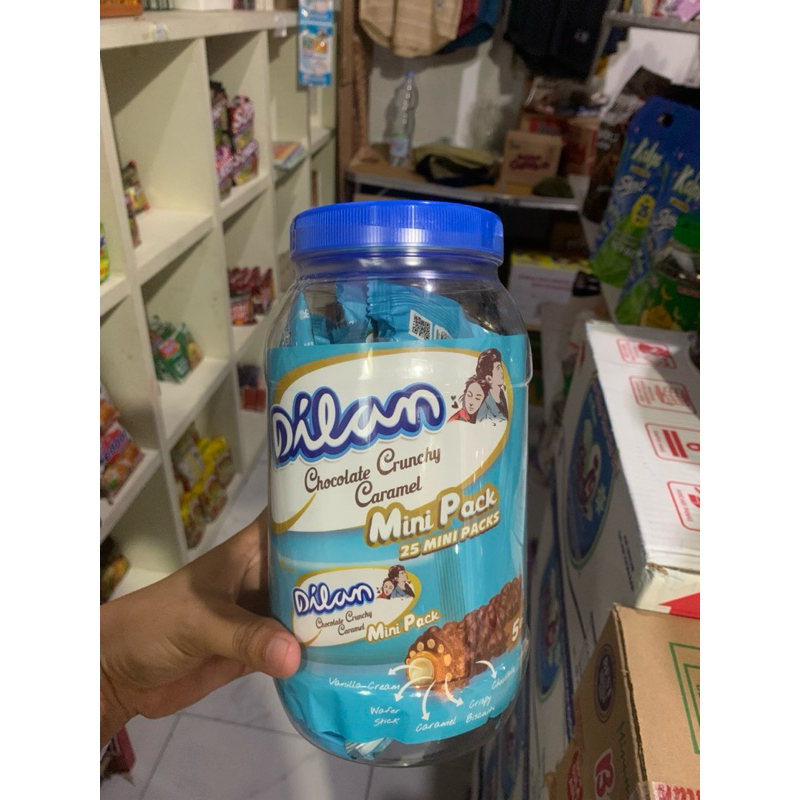 Dilan
Chocolate Crunchy
Caramel
Mini Pack
25 MINI PACKS
Dilan
Chocolate Crunchy
Caramel
Mini Pack
Vanilla-Cream
Wafer
Stick
Caramel
Crispy
Biscuits